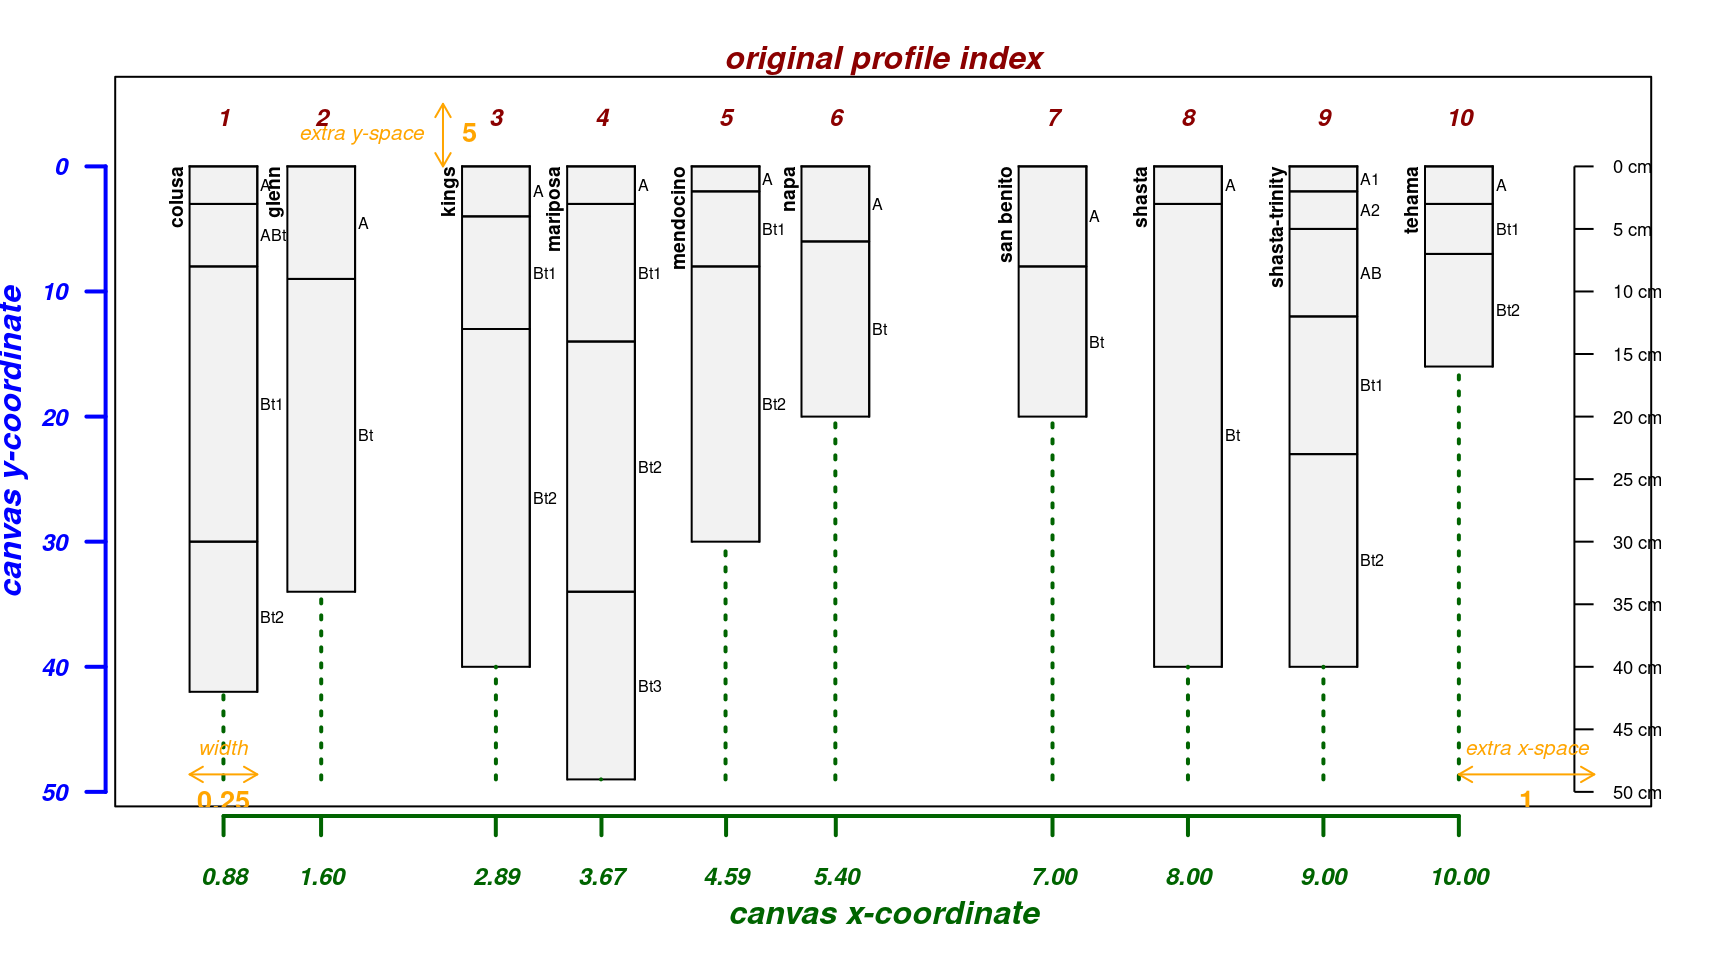 original profile index
1 2 3 4 5 6 7 8 9 10
extra y-space 5
canvas y-coordinate
0
10
20
30
40
50
colusa
A
ABt
Bt1
Bt2
glenn
A
Bt
kings
A
Bt1
Bt2
mariposa
A
Bt1
Bt2
Bt3
mendocino
A
Bt1
Bt2
napa
A
Bt
san benito
A
Bt
shasta
A
Bt
shasta-trinity
A1
A2
AB
Bt1
Bt2
tehama
A
Bt1
Bt2
0 cm
5 cm
10 cm
15 cm
20 cm
25 cm
30 cm
35 cm
40 cm
45 cm
50 cm
width
0.25
extra x-space
1
0.88 1.60 2.89 3.67 4.59 5.40 7.00 8.00 9.00 10.00
canvas x-coordinate